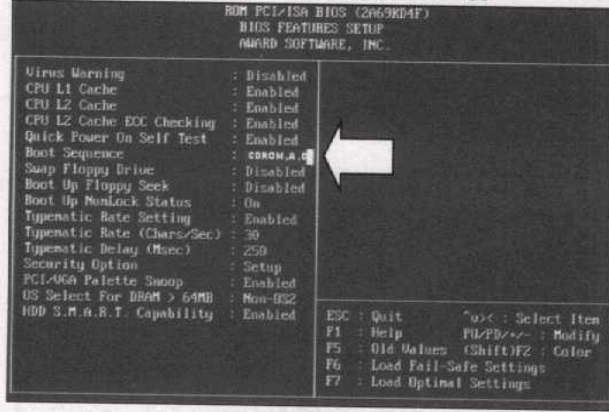 ROM PCI/ISA BIOS (2A69KD4F)
BIOS FEATURES SETUP
AWARD SOFTWARE, INC.
Virus Warning : Disabled
CPU L1 Cache : Enabled
CPU L2 Cache : Enabled
CPU L2 Cache ECC Checking : Enabled
Quick Power On Self Test : Enabled
Boot Sequence : CDROM,A,C
Swap Floppy Drive : Disabled
Boot Up Floppy Seek : Disabled
Boot Up NumLock Status : On
Typematic Rate Setting : Enabled
Typematic Rate (Chars/Sec) : 30
Typematic Delay (Msec) : 250
Security Option : Setup
PCI/VGA Palette Snoop : Enabled
OS Select For DRAM > 64MB : Non-OS2
HDD S.M.A.R.T. Capability : Enabled
ESC : Quit : Select Item
F1 : Help PU/PD/+/- : Modify
F5 : Old Values (Shift)F2 : Color
F6 : Load Fail-Safe Settings
F7 : Load Optimal Settings